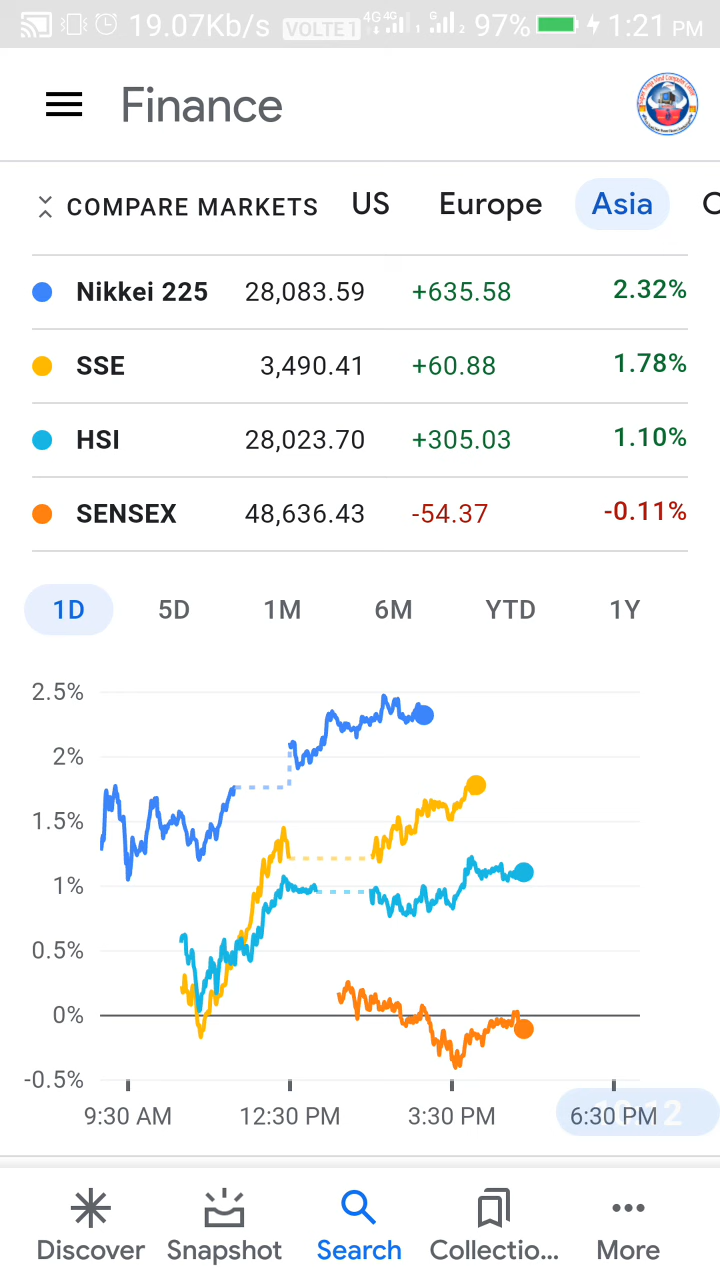 19.07Kb/s VOLTE 1 4G 4G 1 G 2 97% 1:21 PM
Finance
COMPARE MARKETS US Europe Asia
Nikkei 225 28,083.59 +635.58 2.32%
SSE 3,490.41 +60.88 1.78%
HSI 28,023.70 +305.03 1.10%
SENSEX 48,636.43 -54.37 -0.11%
1D 5D 1M 6M YTD 1Y
2.5%
2%
1.5%
1%
0.5%
0%
-0.5%
9:30 AM 12:30 PM 3:30 PM 6:30 PM
Discover Snapshot Search Collectio... More